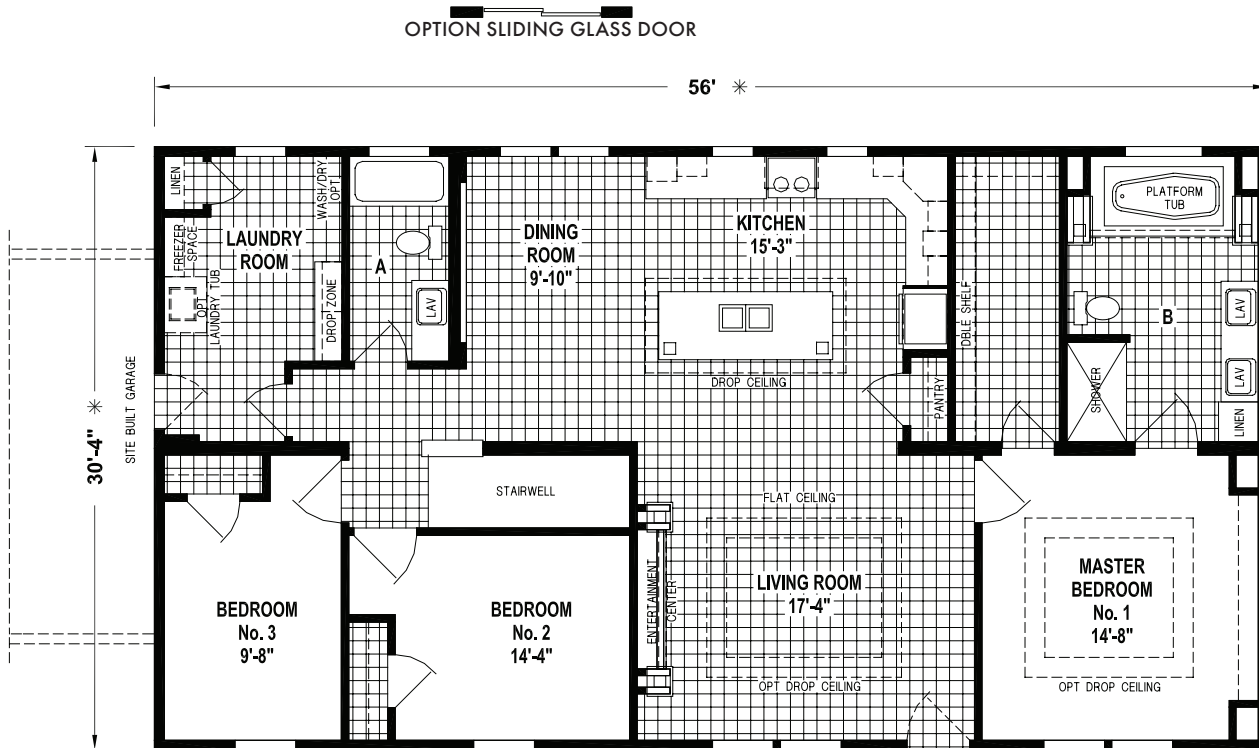 OPTION SLIDING GLASS DOOR
56' ✳
30'-4" ✳
SITE BUILT GARAGE
LINEN
FREEZER
SPACE
OPT
LAUNDRY TUB
LAUNDRY
ROOM
WASH/DRY
OPT
DROP ZONE
A
LAV
DINING
ROOM
9'-10"
KITCHEN
15'-3"
DROP CEILING
PANTRY
DBLE SHELF
PLATFORM
TUB
B
LAV
LAV
SHOWER
LINEN
STAIRWELL
FLAT CEILING
BEDROOM
No. 3
9'-8"
BEDROOM
No. 2
14'-4"
ENTERTAINMENT
CENTER
LIVING ROOM
17'-4"
OPT DROP CEILING
MASTER
BEDROOM
No. 1
14'-8"
OPT DROP CEILING